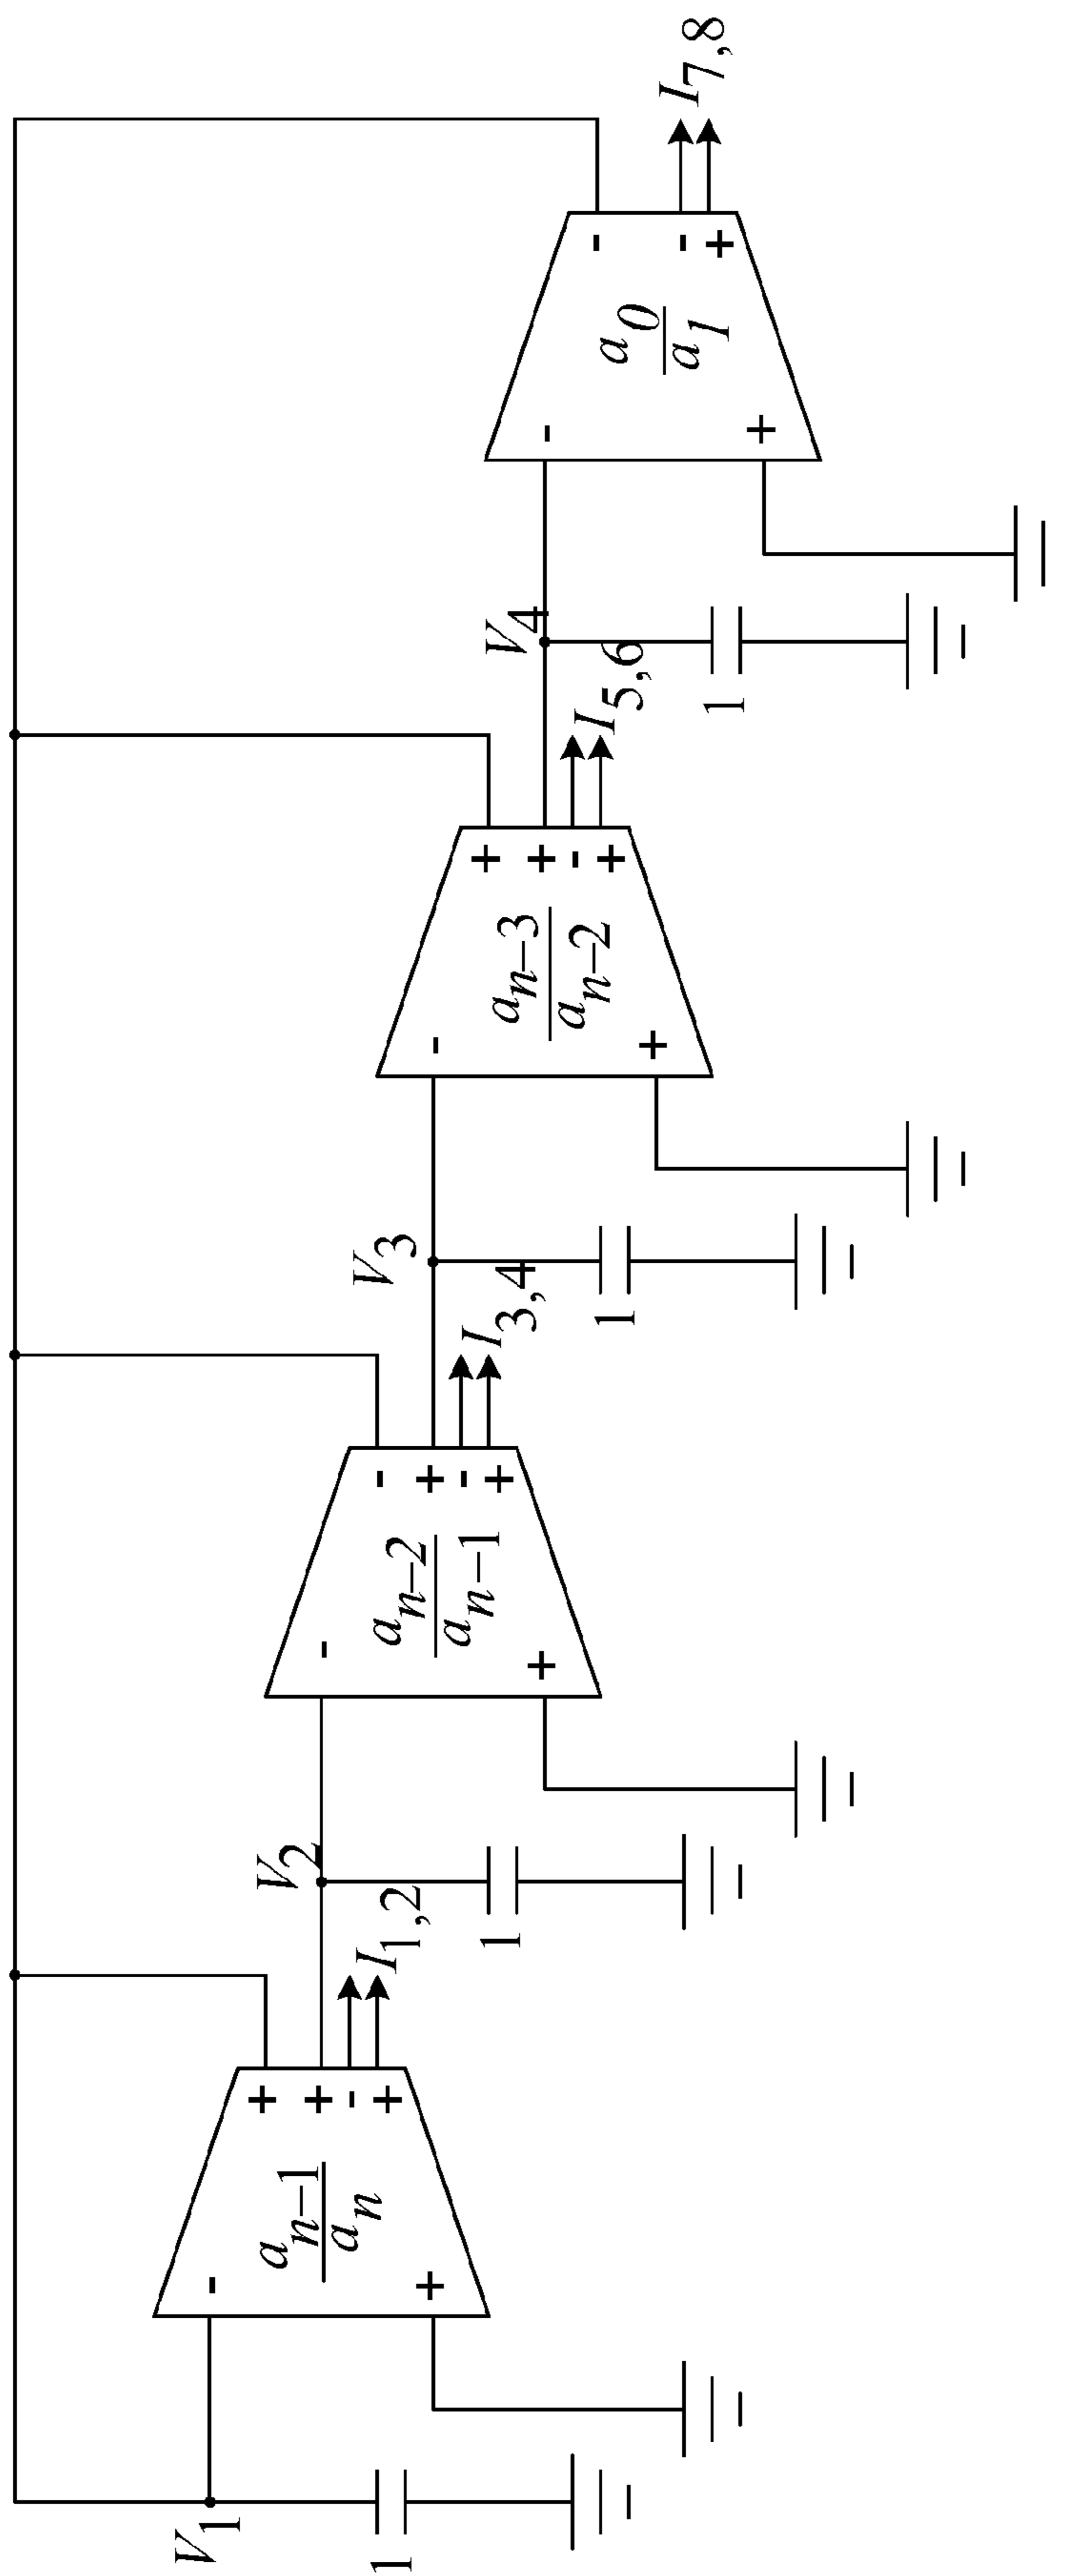 V1
1
-
+
an–1
an
+
+
-
+
I1,2
V2
1
-
+
an–2
an–1
-
+
-
+
I3,4
V3
1
-
+
an–3
an–2
+
+
-
+
I5,6
V4
1
-
+
a0
a1
-
-
+
I7,8